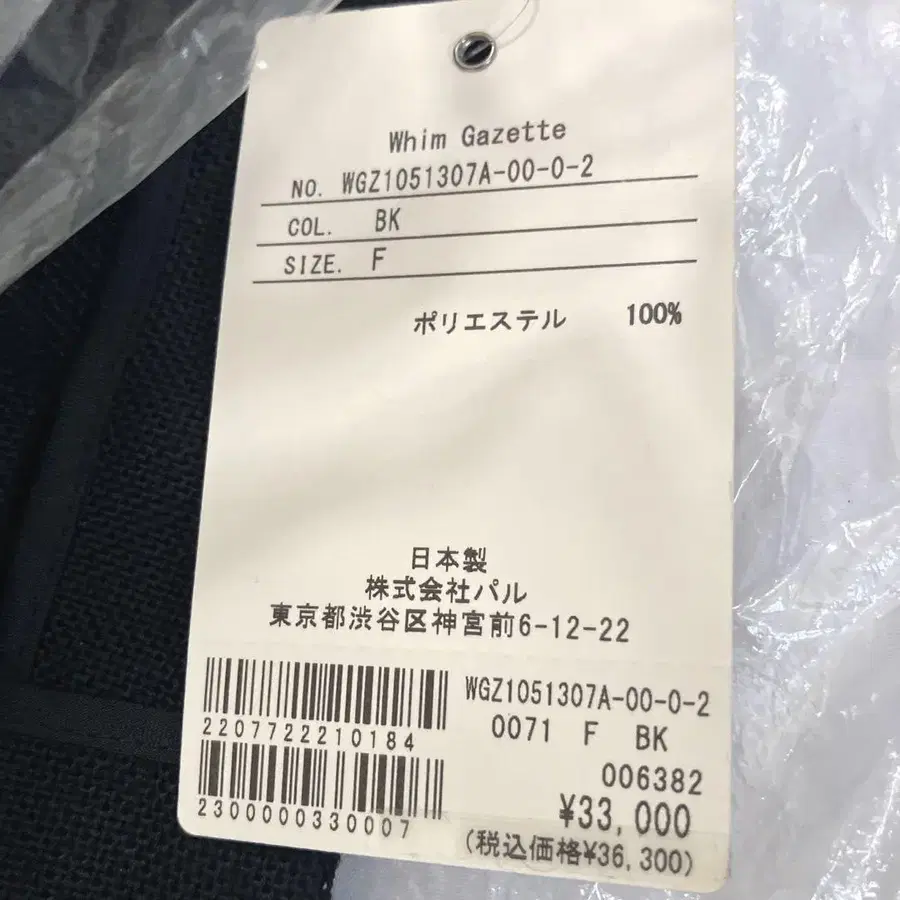 Whim Gazette
NO. WGZ1051307A-00-0-2
COL. BK
SIZE. F
ポリエステル 100%
日本製
株式会社パル
東京都渋谷区神宮前6-12-22
WGZ1051307A-00-0-2
0071 F BK
2207722210184
006382
¥33,000
2300000330007
(税込価格¥36,300)